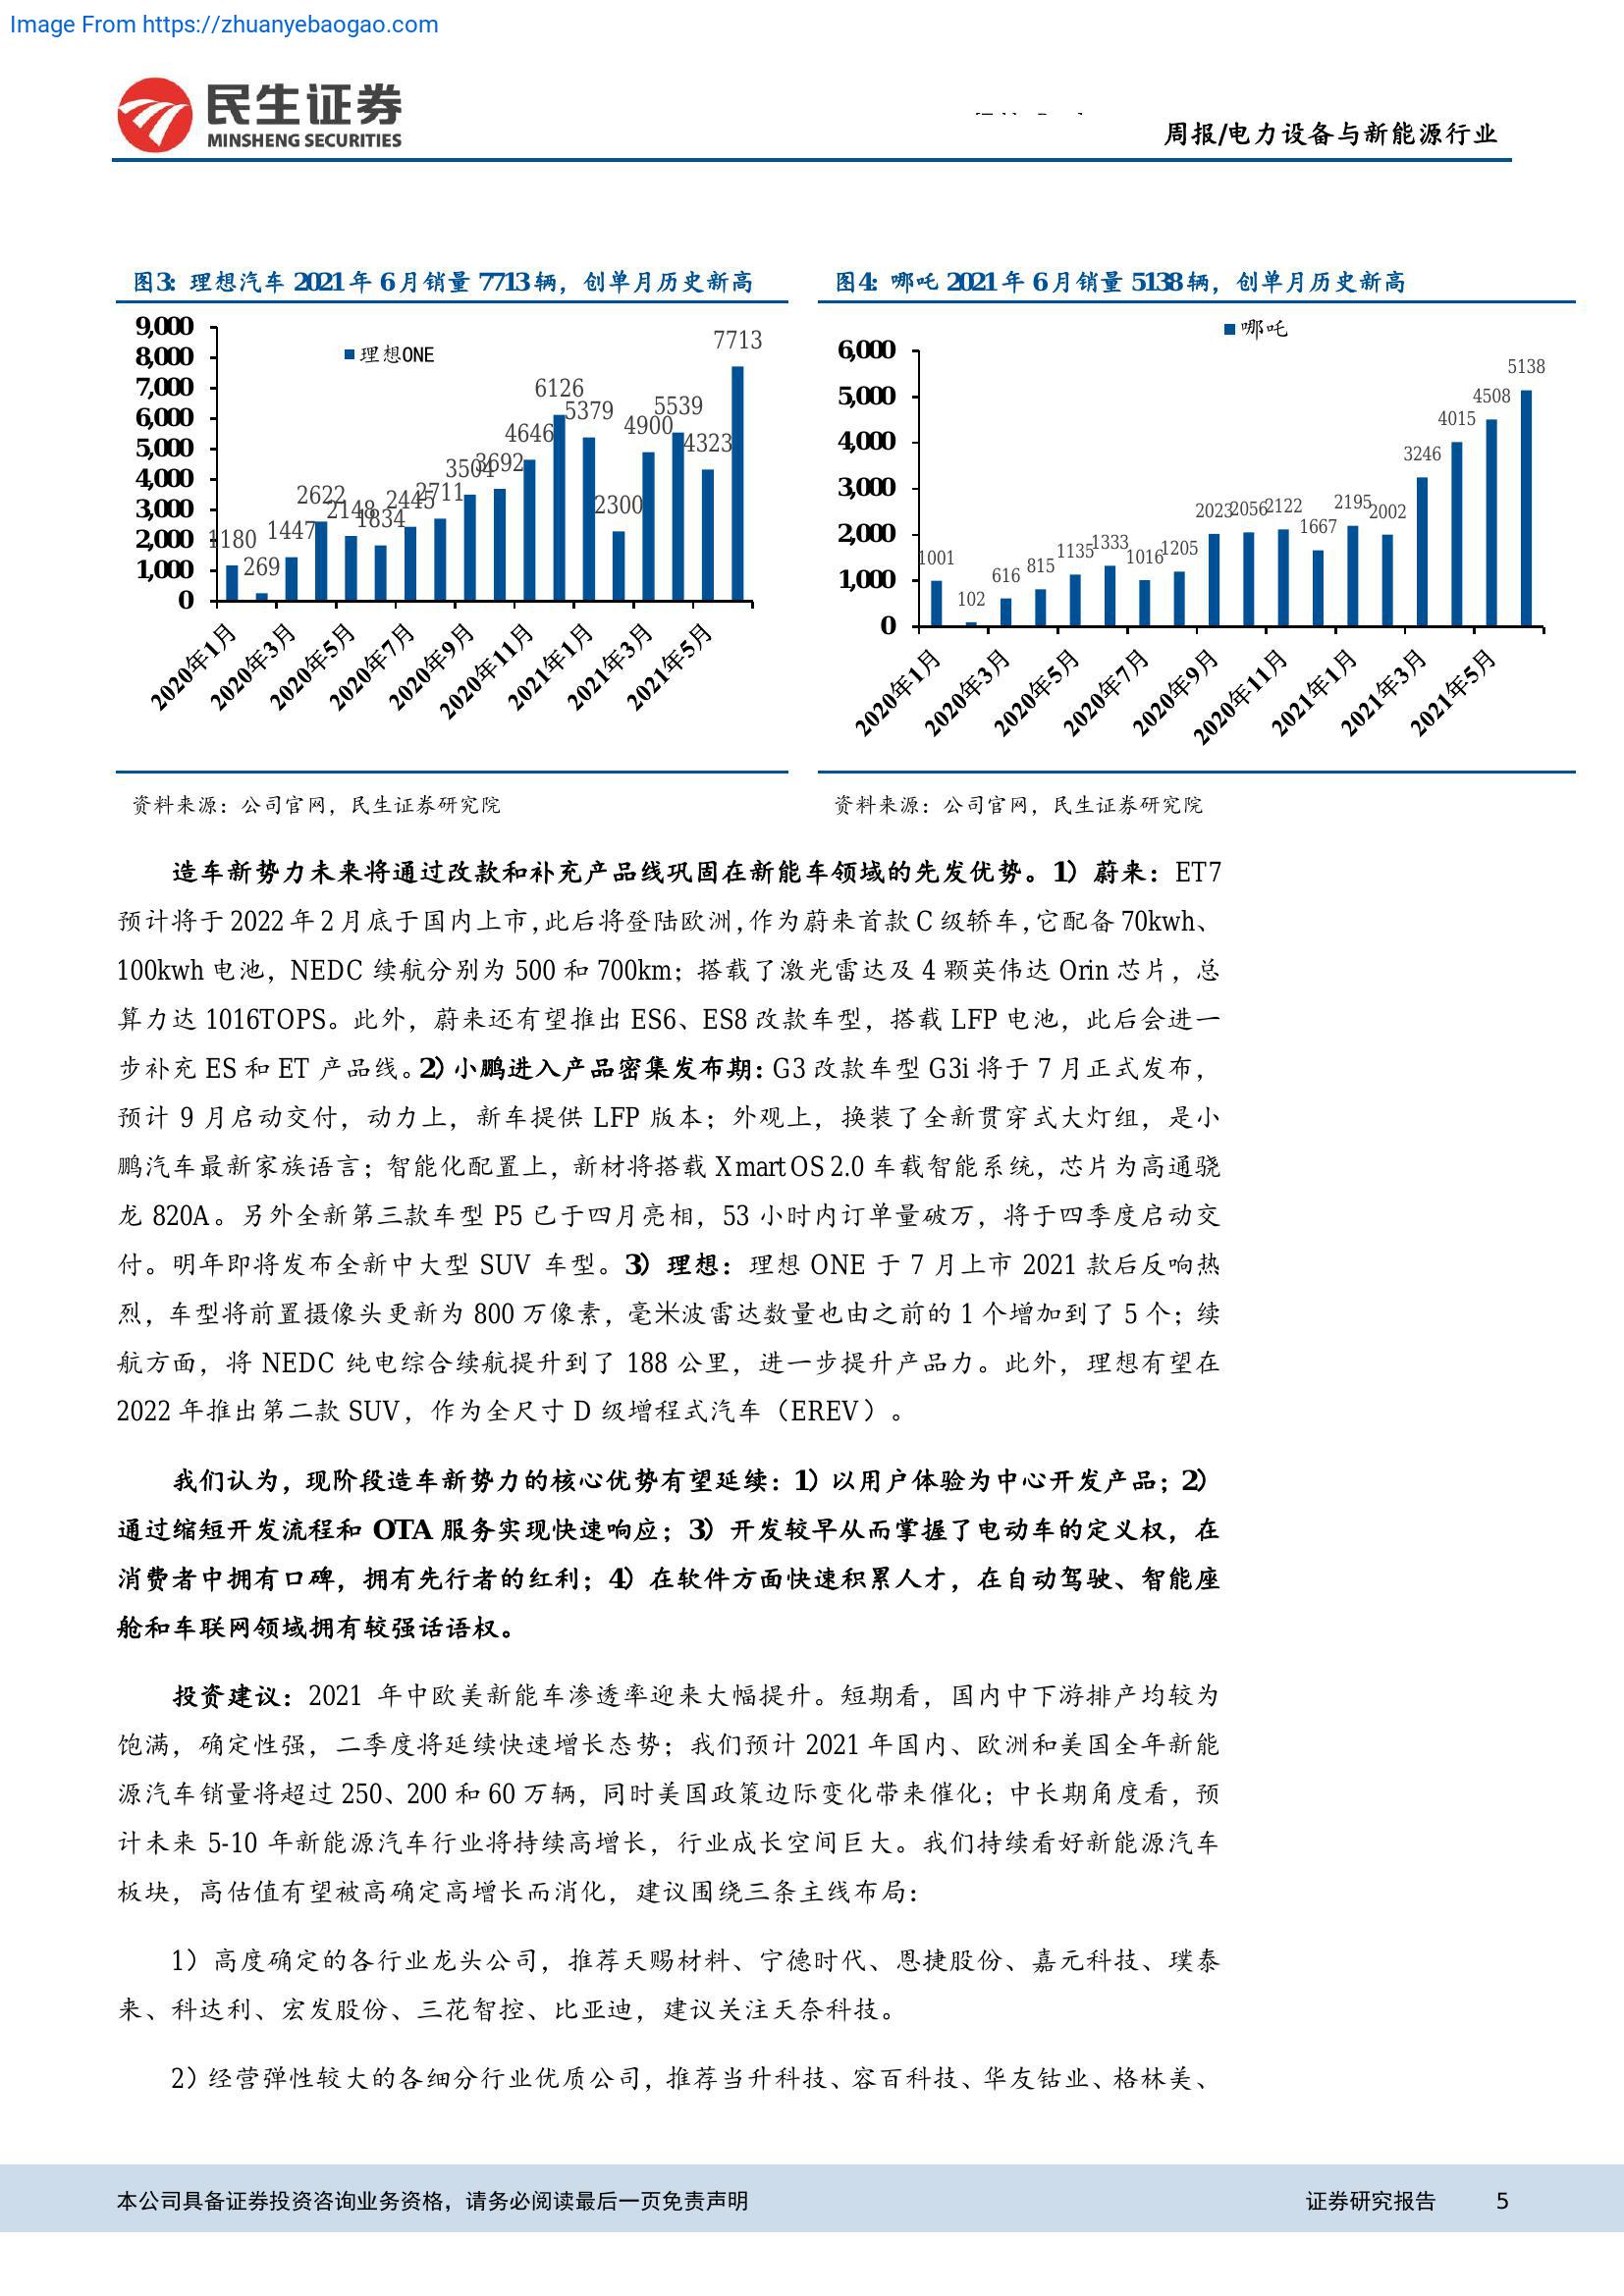 Image From https://zhuanyebaogao.com
民生证券
MINSHENG SECURITIES
周报/电力设备与新能源行业
图3：理想汽车 2021 年 6 月销量 7713 辆，创单月历史新高
9,000
8,000
7,000
6,000
5,000
4,000
3,000
2,000
1,000
0
理想ONE
1180
269
1447
2622
2148
1834
2445
2711
3504
3692
4646
6126
5379
2300
4900
5539
4323
7713
2020年1月
2020年3月
2020年5月
2020年7月
2020年9月
2020年11月
2021年1月
2021年3月
2021年5月
资料来源：公司官网，民生证券研究院
图4：哪吒 2021 年 6 月销量 5138 辆，创单月历史新高
哪吒
6,000
5,000
4,000
3,000
2,000
1,000
0
1001
102
616
815
1135
1333
1016
1205
2023
2056
2122
1667
2195
2002
3246
4015
4508
5138
2020年1月
2020年3月
2020年5月
2020年7月
2020年9月
2020年11月
2021年1月
2021年3月
2021年5月
资料来源：公司官网，民生证券研究院
造车新势力未来将通过改款和补充产品线巩固在新能车领域的先发优势。1）蔚来：ET7
预计将于 2022 年 2 月底于国内上市，此后将登陆欧洲，作为蔚来首款 C 级轿车，它配备 70kwh、
100kwh 电池，NEDC 续航分别为 500 和 700km；搭载了激光雷达及 4 颗英伟达 Orin 芯片，总
算力达 1016TOPS。此外，蔚来还有望推出 ES6、ES8 改款车型，搭载 LFP 电池，此后会进一
步补充 ES 和 ET 产品线。2）小鹏进入产品密集发布期：G3 改款车型 G3i 将于 7 月正式发布，
预计 9 月启动交付，动力上，新车提供 LFP 版本；外观上，换装了全新贯穿式大灯组，是小
鹏汽车最新家族语言；智能化配置上，新材将搭载 Xmart OS 2.0 车载智能系统，芯片为高通骁
龙 820A。另外全新第三款车型 P5 已于四月亮相，53 小时内订单量破万，将于四季度启动交
付。明年即将发布全新中大型 SUV 车型。3）理想：理想 ONE 于 7 月上市 2021 款后反响热
烈，车型将前置摄像头更新为 800 万像素，毫米波雷达数量也由之前的 1 个增加到了 5 个；续
航方面，将 NEDC 纯电综合续航提升到了 188 公里，进一步提升产品力。此外，理想有望在
2022 年推出第二款 SUV，作为全尺寸 D 级增程式汽车（EREV）。
我们认为，现阶段造车新势力的核心优势有望延续：1）以用户体验为中心开发产品；2）
通过缩短开发流程和 OTA 服务实现快速响应；3）开发较早从而掌握了电动车的定义权，在
消费者中拥有口碑，拥有先行者的红利；4）在软件方面快速积累人才，在自动驾驶、智能座
舱和车联网领域拥有较强话语权。
投资建议：2021 年中欧美新能车渗透率迎来大幅提升。短期看，国内中下游排产均较为
饱满，确定性强，二季度将延续快速增长态势；我们预计 2021 年国内、欧洲和美国全年新能
源汽车销量将超过 250、200 和 60 万辆，同时美国政策边际变化带来催化；中长期角度看，预
计未来 5-10 年新能源汽车行业将持续高增长，行业成长空间巨大。我们持续看好新能源汽车
板块，高估值有望被高确定高增长而消化，建议围绕三条主线布局：
1）高度确定的各行业龙头公司，推荐天赐材料、宁德时代、恩捷股份、嘉元科技、璞泰
来、科达利、宏发股份、三花智控、比亚迪，建议关注天奈科技。
2）经营弹性较大的各细分行业优质公司，推荐当升科技、容百科技、华友钴业、格林美、
本公司具备证券投资咨询业务资格，请务必阅读最后一页免责声明
证券研究报告 5